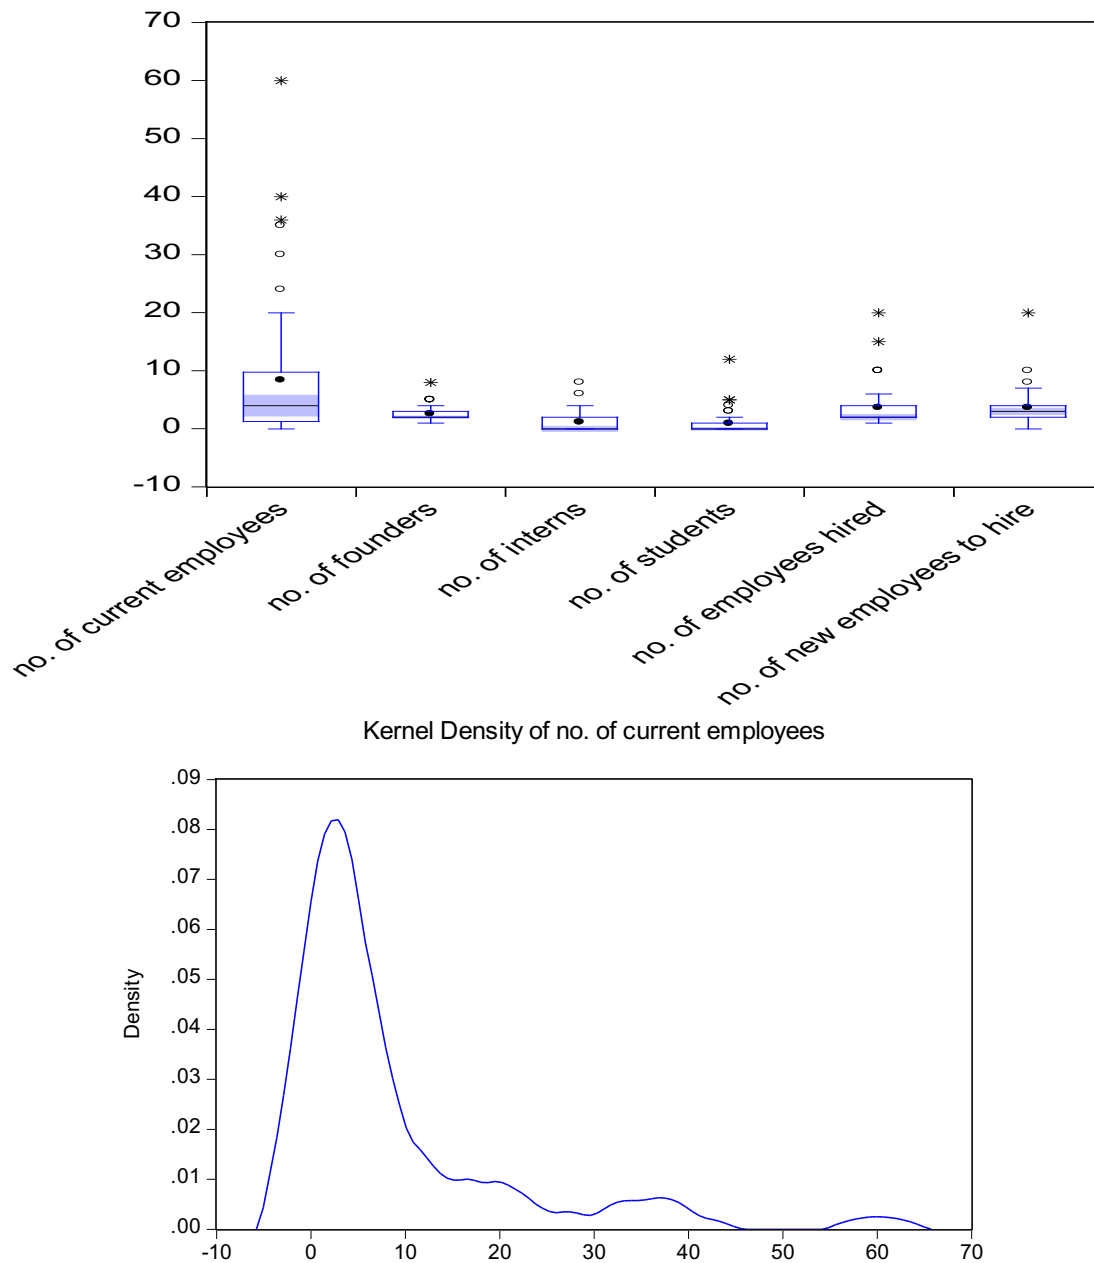 70
60
50
40
30
20
10
0
-10
no. of current employees
no. of founders
no. of interns
no. of students
no. of employees hired
no. of new employees to hire
Kernel Density of no. of current employees
.09
.08
.07
.06
.05
.04
.03
.02
.01
.00
Density
-10 0 10 20 30 40 50 60 70